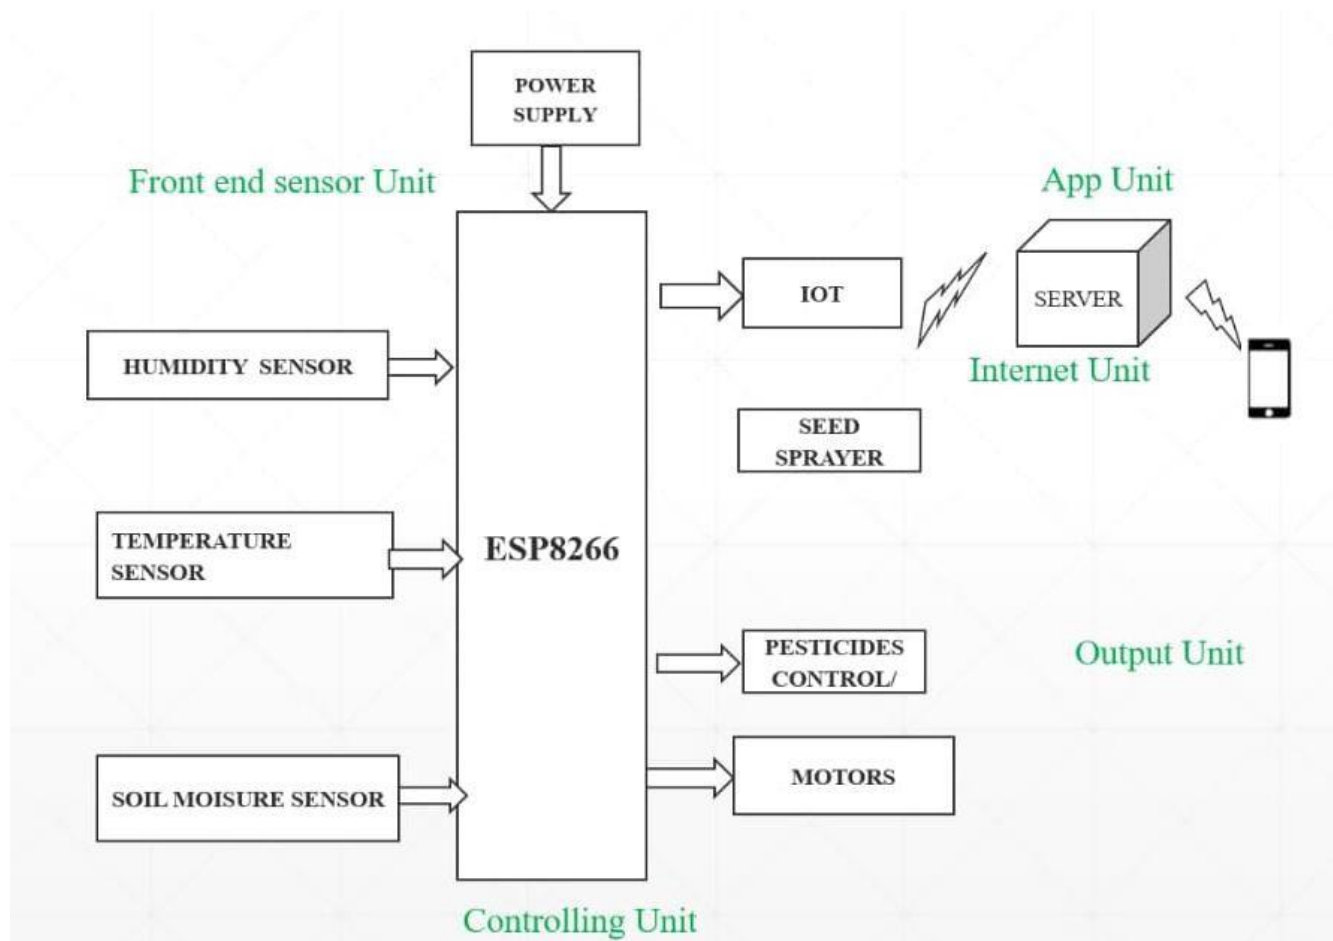 POWER
SUPPLY
Front end sensor Unit
App Unit
IOT
SERVER
HUMIDITY SENSOR
Internet Unit
SEED
SPRAYER
TEMPERATURE
SENSOR
ESP8266
PESTICIDES
CONTROL/
Output Unit
SOIL MOISURE SENSOR
MOTORS
Controlling Unit